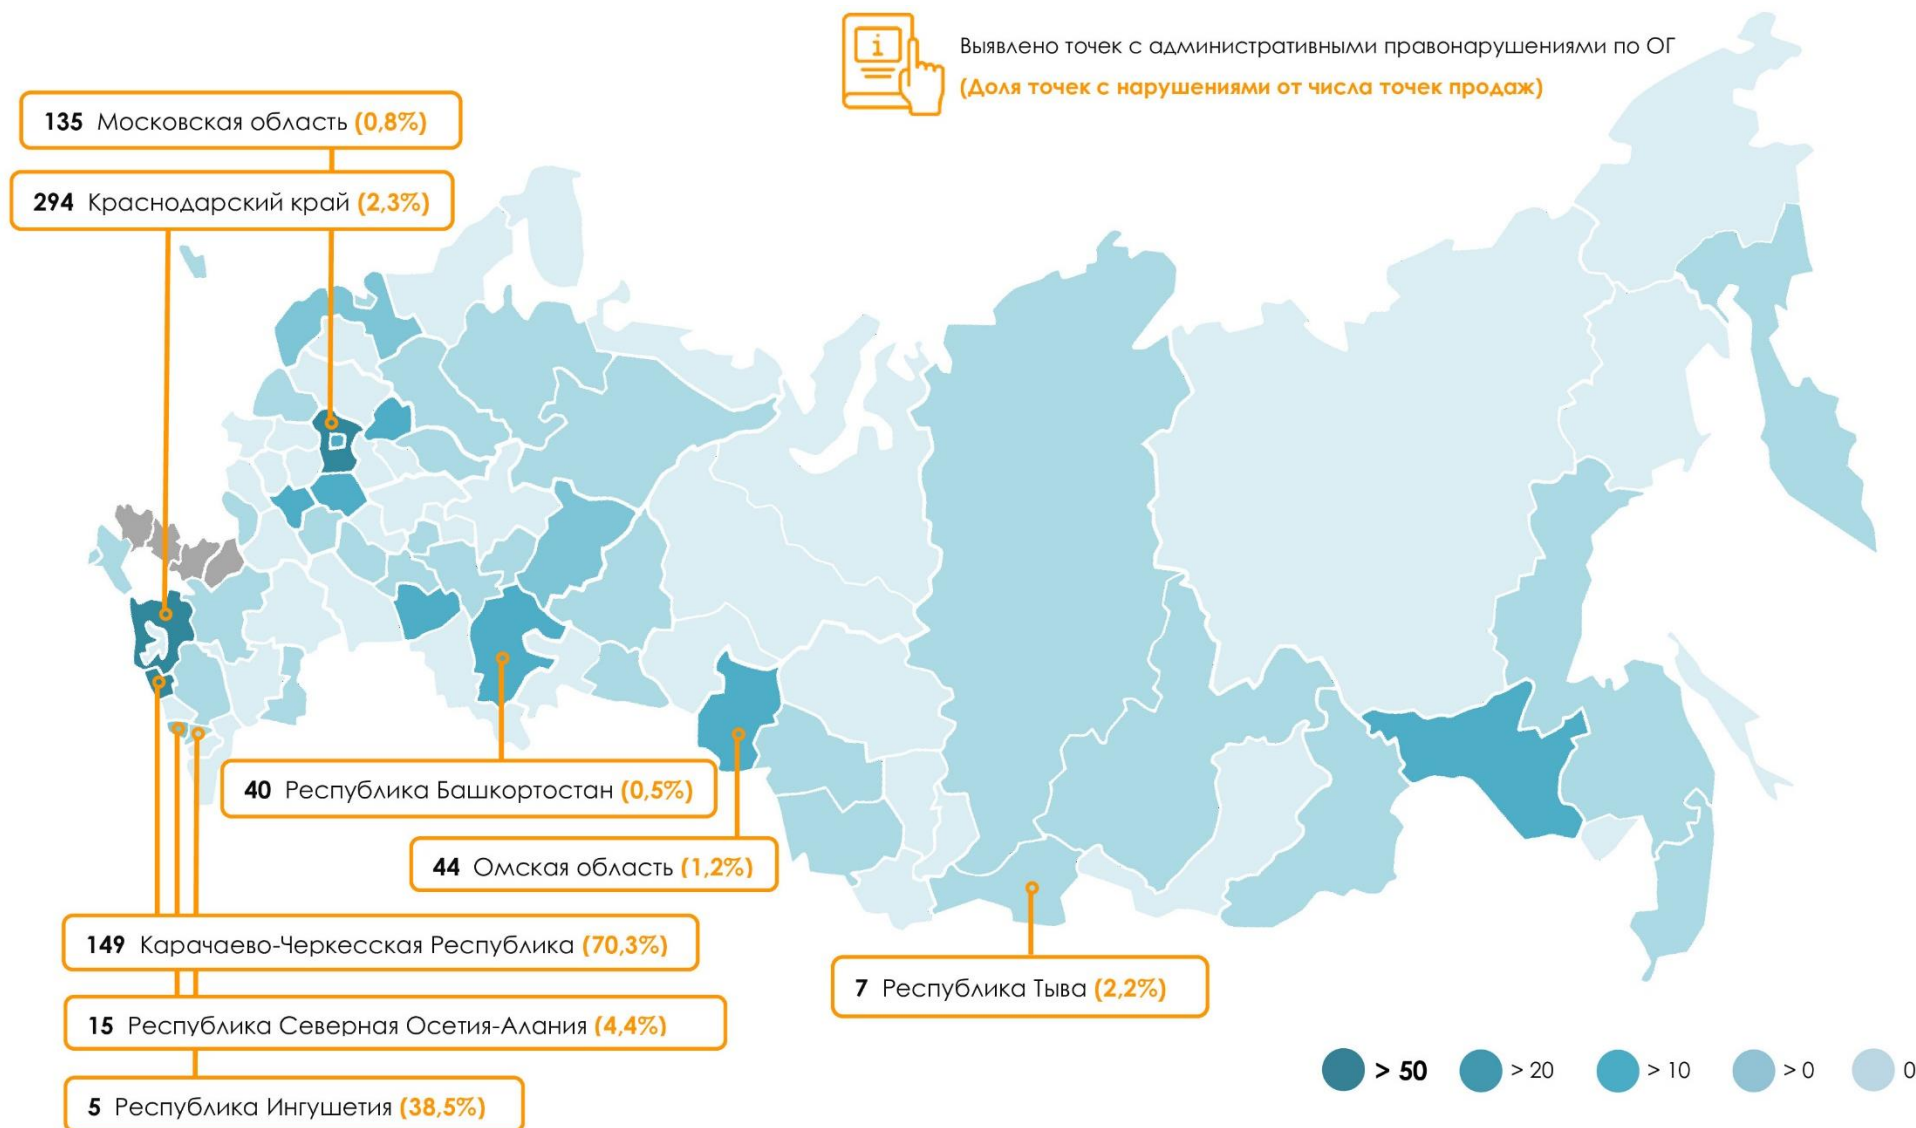 i
Выявлено точек с административными правонарушениями по ОГ
(Доля точек с нарушениями от числа точек продаж)
135 Московская область (0,8%)
294 Краснодарский край (2,3%)
40 Республика Башкортостан (0,5%)
44 Омская область (1,2%)
149 Карачаево-Черкесская Республика (70,3%)
7 Республика Тыва (2,2%)
15 Республика Северная Осетия-Алания (4,4%)
5 Республика Ингушетия (38,5%)
> 50 > 20 > 10 > 0 0